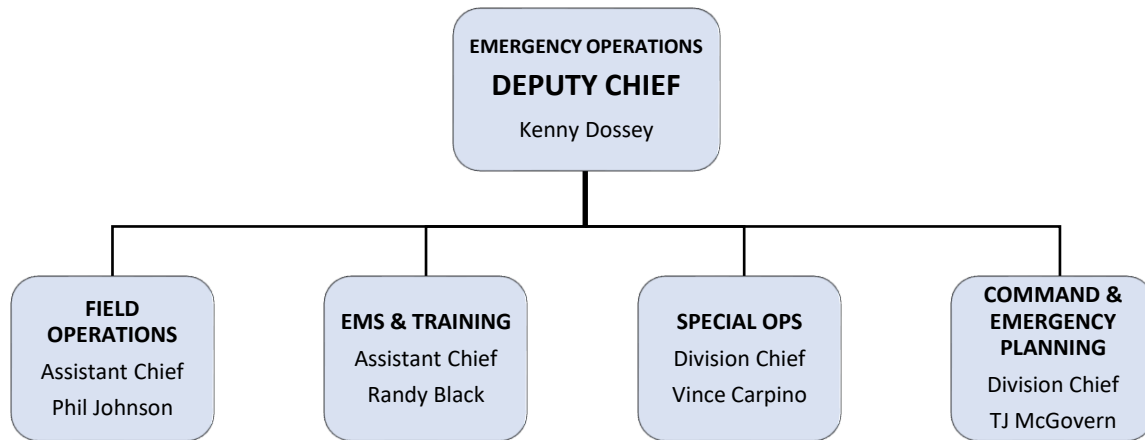 EMERGENCY OPERATIONS
DEPUTY CHIEF
Kenny Dossey
FIELD
OPERATIONS
Assistant Chief
Phil Johnson
EMS & TRAINING
Assistant Chief
Randy Black
SPECIAL OPS
Division Chief
Vince Carpino
COMMAND &
EMERGENCY
PLANNING
Division Chief
TJ McGovern